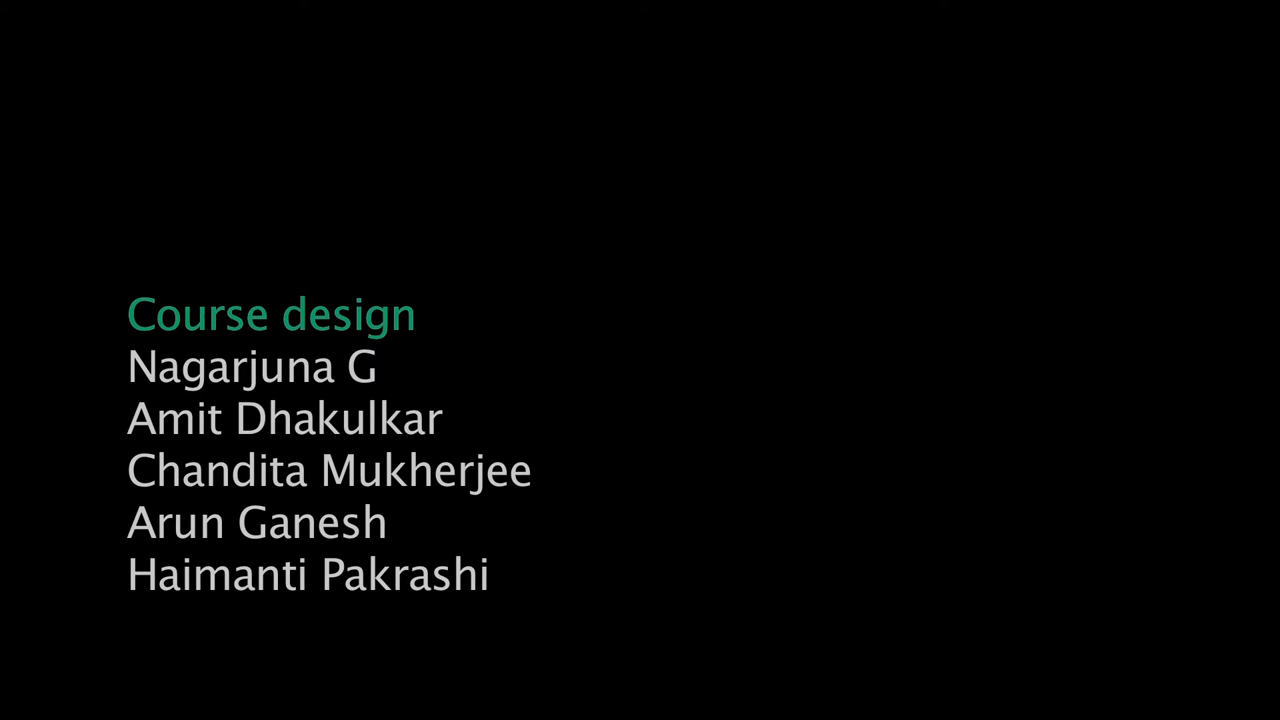 Course design
Nagarjuna G
Amit Dhakulkar
Chandita Mukherjee
Arun Ganesh
Haimanti Pakrashi